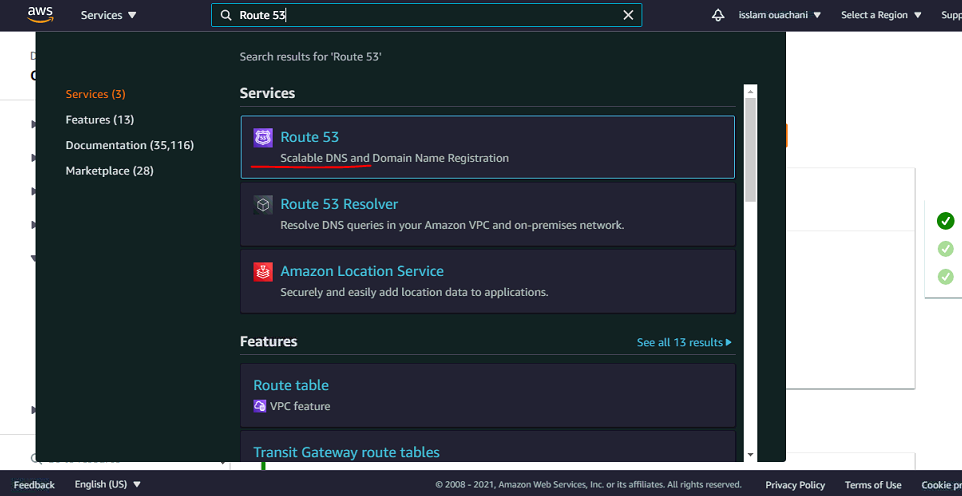 aws
Services
Route 53
isslam ouachani
Select a Region
Supp
Search results for 'Route 53'
Services (3)
Features (13)
Documentation (35,116)
Marketplace (28)
Services
Route 53
Scalable DNS and Domain Name Registration
Route 53 Resolver
Resolve DNS queries in your Amazon VPC and on-premises network.
Amazon Location Service
Securely and easily add location data to applications.
Features
See all 13 results
Route table
VPC feature
Transit Gateway route tables
Feedback
English (US)
© 2008 - 2021, Amazon Web Services, Inc. or its affiliates. All rights reserved.
Privacy Policy
Terms of Use
Cookie pr